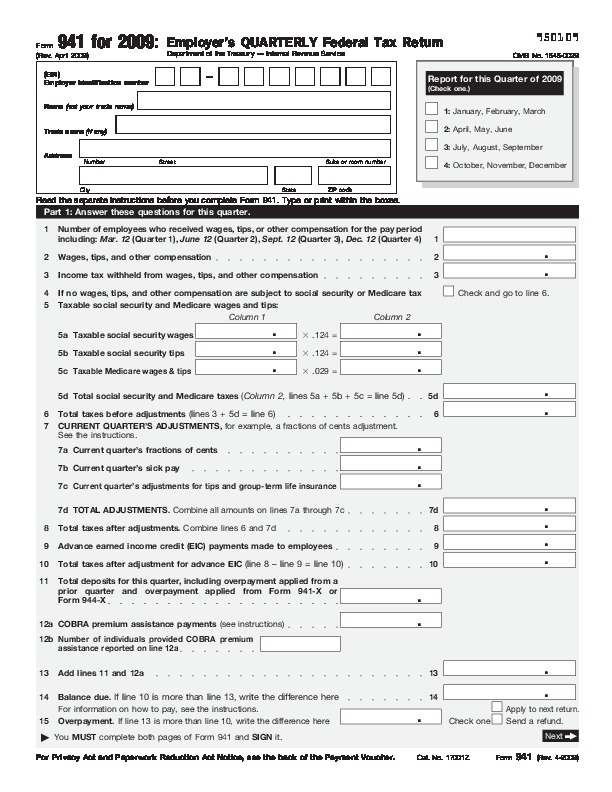 Form 941 for 2009: Employer's QUARTERLY Federal Tax Return 950109
(Rev. April 2009) Department of the Treasury — Internal Revenue Service OMB No. 1545-0029
(EIN)
Employer identification number –
Name (not your trade name)
Trade name (if any)
Address
Number Street Suite or room number
City State ZIP code
Report for this Quarter of 2009
(Check one.)
1: January, February, March
2: April, May, June
3: July, August, September
4: October, November, December
Read the separate instructions before you complete Form 941. Type or print within the boxes.
Part 1: Answer these questions for this quarter.
1 Number of employees who received wages, tips, or other compensation for the pay period
including: Mar. 12 (Quarter 1), June 12 (Quarter 2), Sept. 12 (Quarter 3), Dec. 12 (Quarter 4) 1
2 Wages, tips, and other compensation . . . . . . . . . . . . . . . . . 2 .
3 Income tax withheld from wages, tips, and other compensation . . . . . . . . . 3 .
4 If no wages, tips, and other compensation are subject to social security or Medicare tax Check and go to line 6.
5 Taxable social security and Medicare wages and tips:
Column 1 Column 2
5a Taxable social security wages . × .124 = .
5b Taxable social security tips . × .124 = .
5c Taxable Medicare wages & tips . × .029 = .
5d Total social security and Medicare taxes (Column 2, lines 5a + 5b + 5c = line 5d) . . 5d .
6 Total taxes before adjustments (lines 3 + 5d = line 6) . . . . . . . . . . 6 .
7 CURRENT QUARTER'S ADJUSTMENTS, for example, a fractions of cents adjustment.
See the instructions.
7a Current quarter's fractions of cents . . . . . . . . .
7b Current quarter's sick pay . . . . . . . . . . . .
7c Current quarter's adjustments for tips and group-term life insurance .
7d TOTAL ADJUSTMENTS. Combine all amounts on lines 7a through 7c . . . . . . 7d .
8 Total taxes after adjustments. Combine lines 6 and 7d . . . . . . . . . . 8 .
9 Advance earned income credit (EIC) payments made to employees . . . . . . . 9 .
10 Total taxes after adjustment for advance EIC (line 8 – line 9 = line 10) . . . . . . 10 .
11 Total deposits for this quarter, including overpayment applied from a
prior quarter and overpayment applied from Form 941-X or
Form 944-X . . . . . . . . . . . . . . . . .
12a COBRA premium assistance payments (see instructions) . . . . .
12b Number of individuals provided COBRA premium
assistance reported on line 12a . . . . . .
13 Add lines 11 and 12a . . . . . . . . . . . . . . . . . . . . 13 .
14 Balance due. If line 10 is more than line 13, write the difference here . . . . . . 14 .
For information on how to pay, see the instructions. Apply to next return.
15 Overpayment. If line 13 is more than line 10, write the difference here . Check one Send a refund.
▶ You MUST complete both pages of Form 941 and SIGN it. Next ➡
For Privacy Act and Paperwork Reduction Act Notice, see the back of the Payment Voucher. Cat. No. 17001Z Form 941 (Rev. 4-2009)